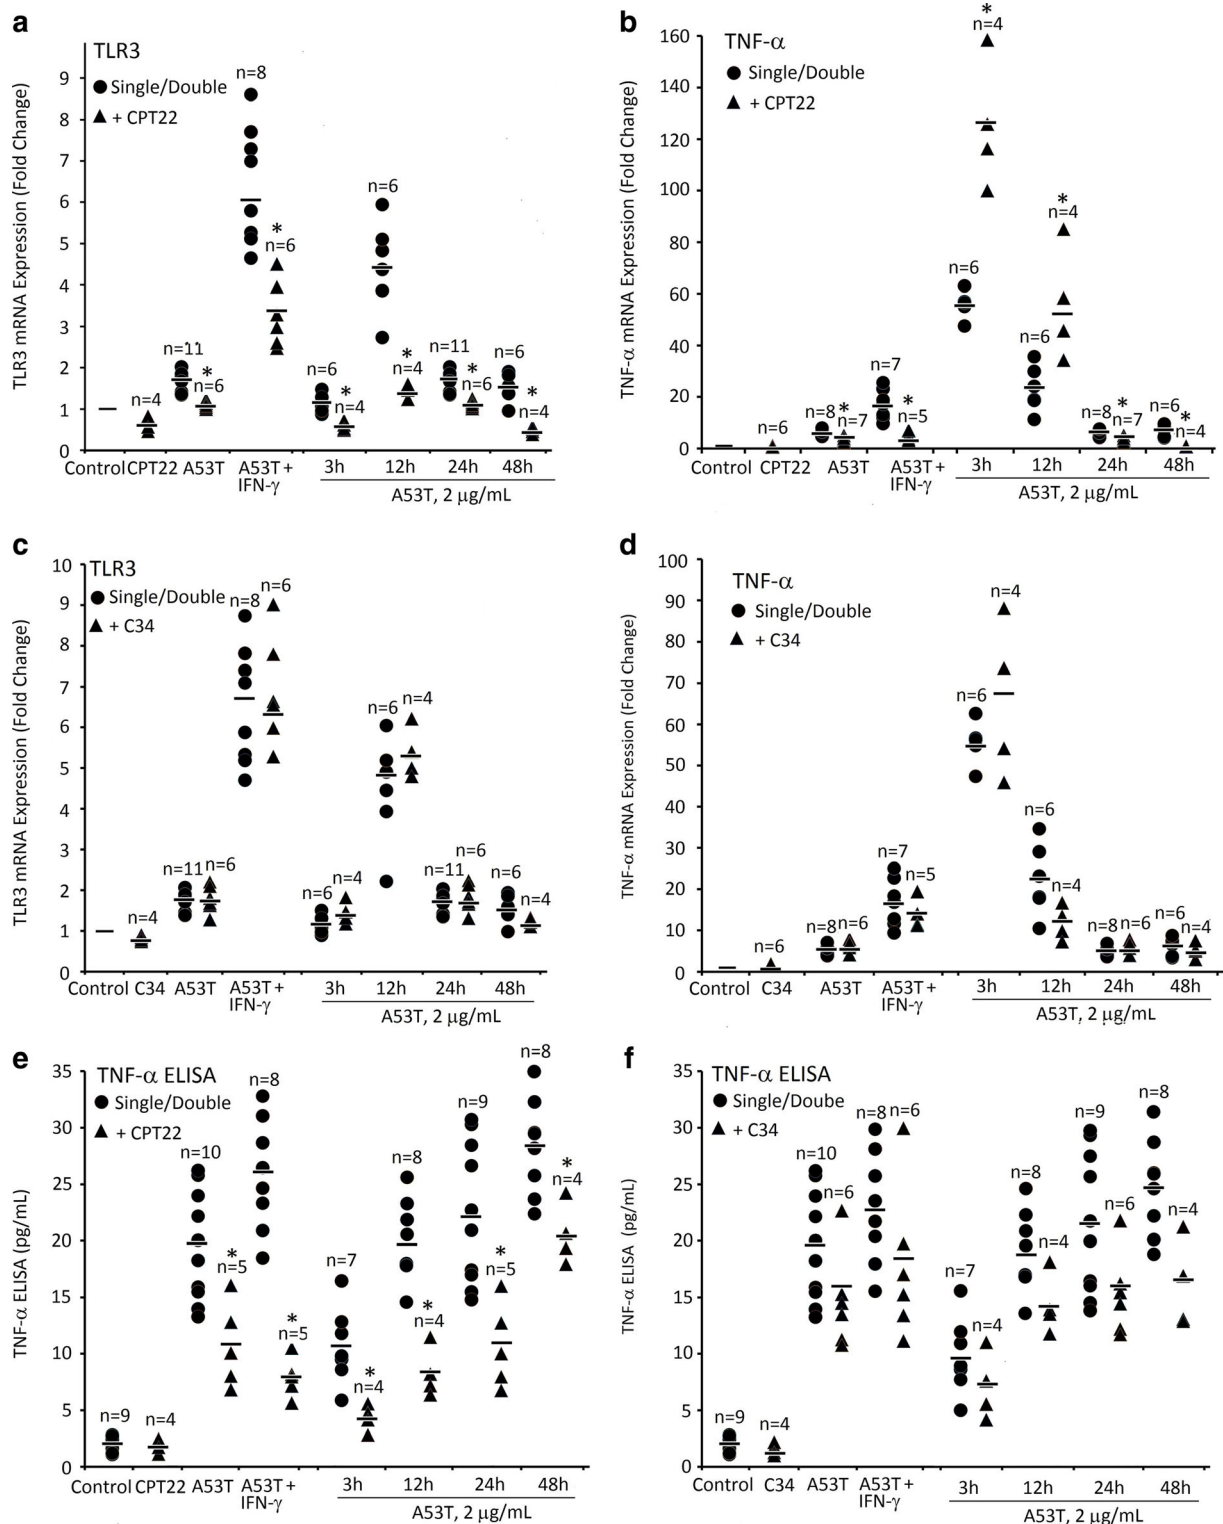 a
TLR3
Single/Double
+ CPT22
TLR3 mRNA Expression (Fold Change)
9
8
7
6
5
4
3
2
1
0
n=4
n=11
*
n=6
n=8
*
n=6
n=6
*
n=4
n=6
*
n=4
n=11
*
n=6
n=6
*
n=4
Control CPT22 A53T A53T + IFN-γ 3h 12h 24h 48h
A53T, 2 μg/mL
b
TNF-α
Single/Double
+ CPT22
TNF-α mRNA Expression (Fold Change)
160
140
120
100
80
60
40
20
0
n=6
n=8
*
n=7
n=7
*
n=5
n=6
*
n=4
n=6
*
n=4
n=8
*
n=7
n=6
*
n=4
Control CPT22 A53T A53T + IFN-γ 3h 12h 24h 48h
A53T, 2 μg/mL
c
TLR3
Single/Double
+ C34
TLR3 mRNA Expression (Fold Change)
10
9
8
7
6
5
4
3
2
1
0
n=4
n=11
n=6
n=8
n=6
n=6
n=4
n=6
n=4
n=11
n=6
n=6
n=4
Control C34 A53T A53T + IFN-γ 3h 12h 24h 48h
A53T, 2 μg/mL
d
TNF-α
Single/Double
+ C34
TNF-α mRNA Expression (Fold Change)
100
90
80
70
60
50
40
30
20
10
0
n=6
n=8
n=6
n=7
n=5
n=6
n=4
n=6
n=4
n=8
n=6
n=6
n=4
Control C34 A53T A53T + IFN-γ 3h 12h 24h 48h
A53T, 2 μg/mL
e
TNF-α ELISA
Single/Double
+ CPT22
TNF-α ELISA (pg/mL)
35
30
25
20
15
10
5
0
n=9
n=4
n=10
*
n=5
n=8
*
n=5
n=7
*
n=4
n=8
*
n=4
n=9
*
n=5
n=8
*
n=4
Control CPT22 A53T A53T + IFN-γ 3h 12h 24h 48h
A53T, 2 μg/mL
f
TNF-α ELISA
Single/Doube
+ C34
TNF-α ELISA (pg/mL)
35
30
25
20
15
10
5
0
n=9
n=4
n=10
n=6
n=8
n=6
n=7
n=4
n=8
n=4
n=9
n=6
n=8
n=4
Control C34 A53T A53T + IFN-γ 3h 12h 24h 48h
A53T, 2 μg/mL